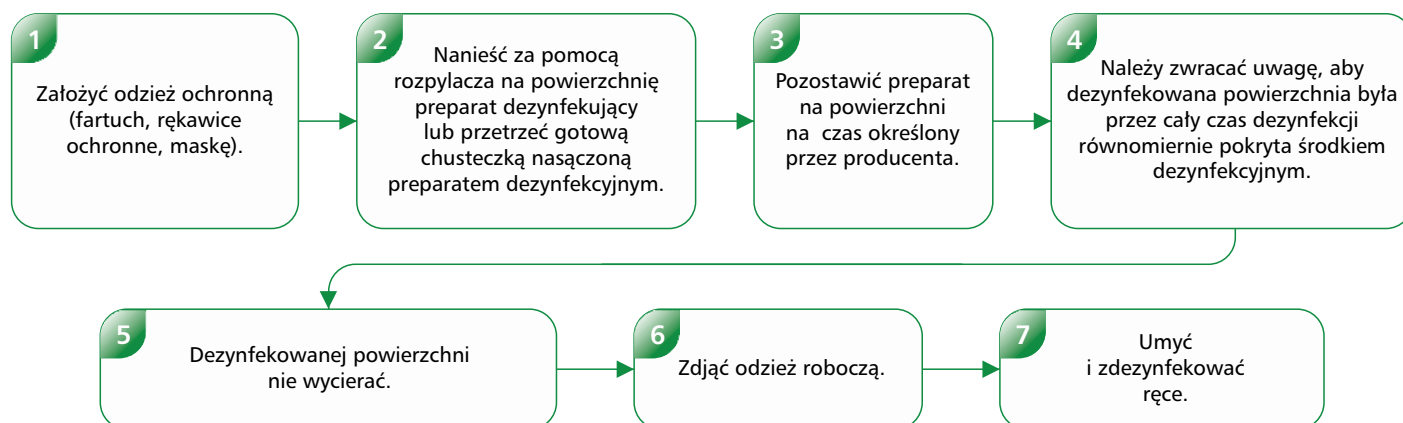 1
Założyć odzież ochronną
(fartuch, rękawice
ochronne, maskę).
2
Nanieść za pomocą
rozpylacza na powierzchnię
preparat dezynfekujący
lub przetrzeć gotową
chusteczką nasączoną
preparatem dezynfekcyjnym.
3
Pozostawić preparat
na powierzchni
na czas określony
przez producenta.
4
Należy zwracać uwagę, aby
dezynfekowana powierzchnia była
przez cały czas dezynfekcji
równomiernie pokryta środkiem
dezynfekcyjnym.
5
Dezynfekowanej powierzchni
nie wycierać.
6
Zdjąć odzież roboczą.
7
Umyć
i zdezynfekować
ręce.